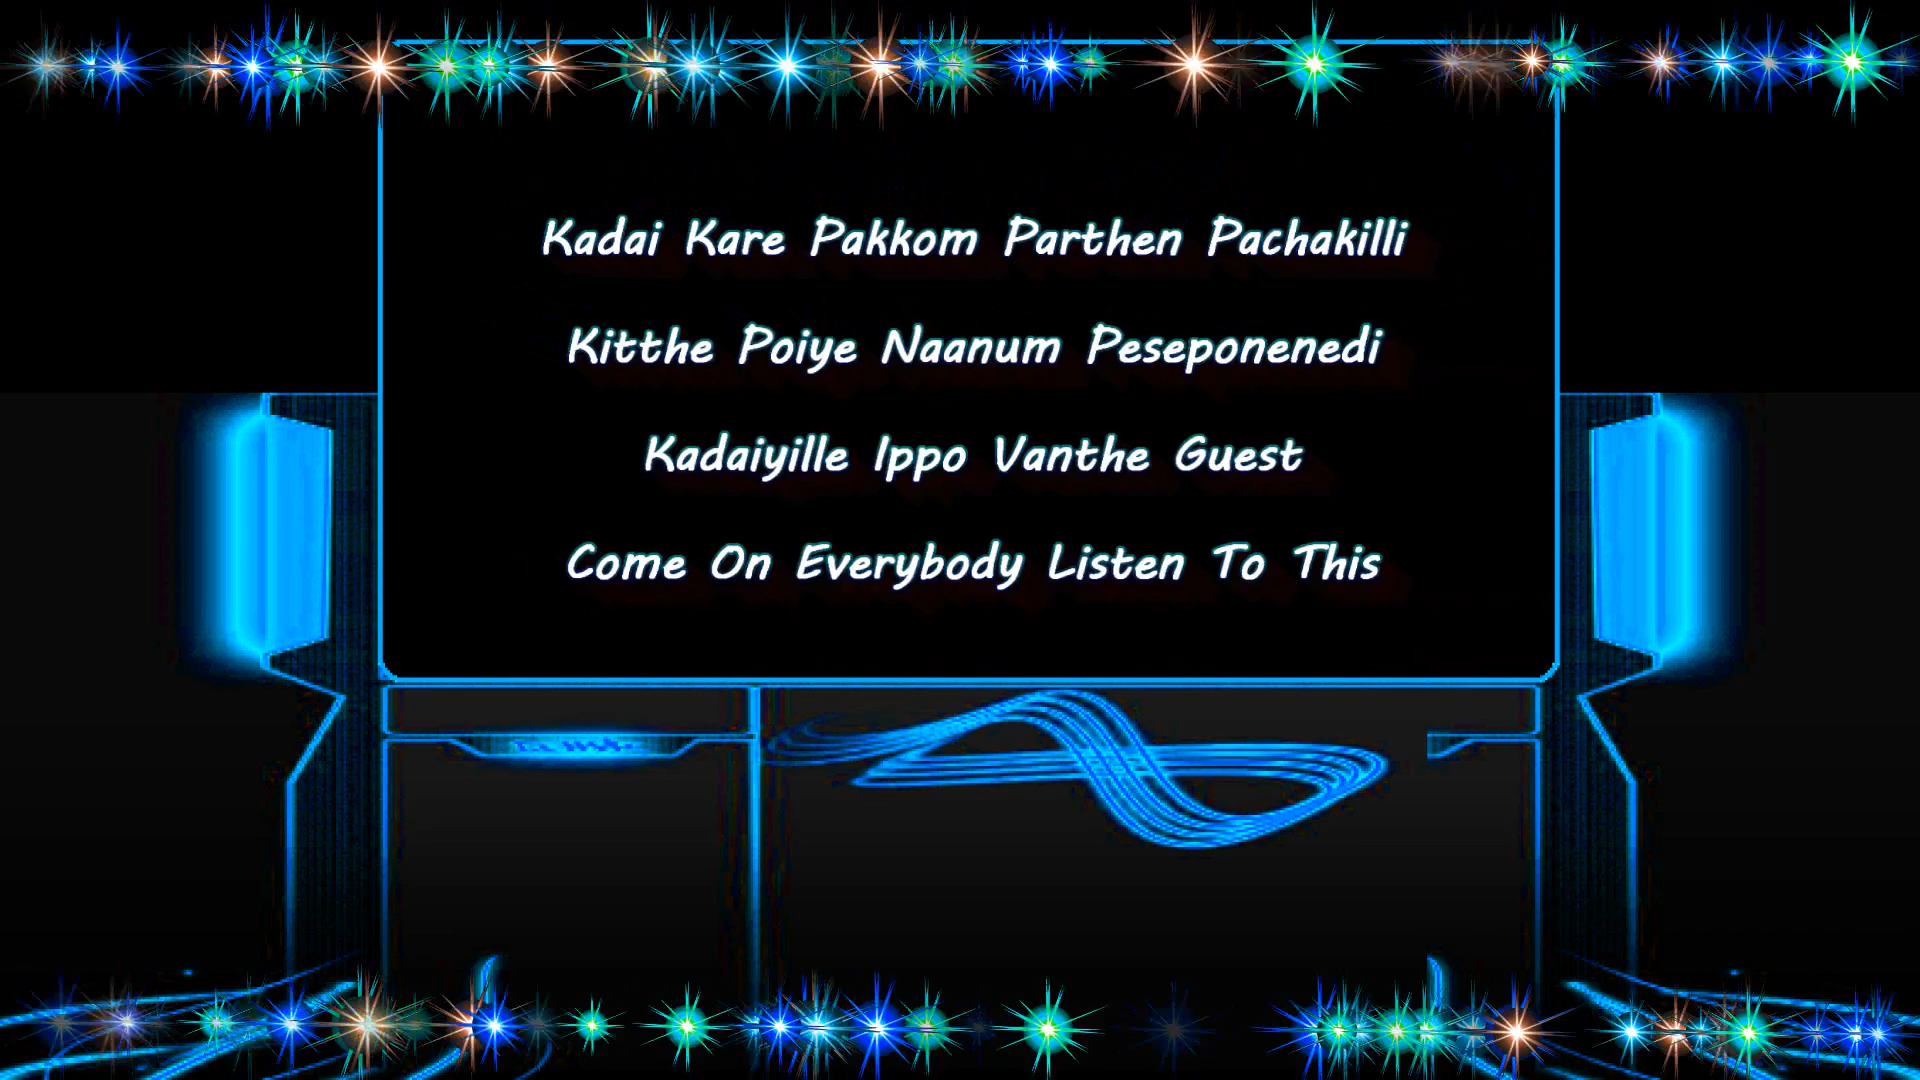 Kadai Kare Pakkom Parthen Pachakilli
Kitthe Poiye Naanum Peseponenedi
Kadaiyille Ippo Vanthe Guest
Come On Everybody Listen To This